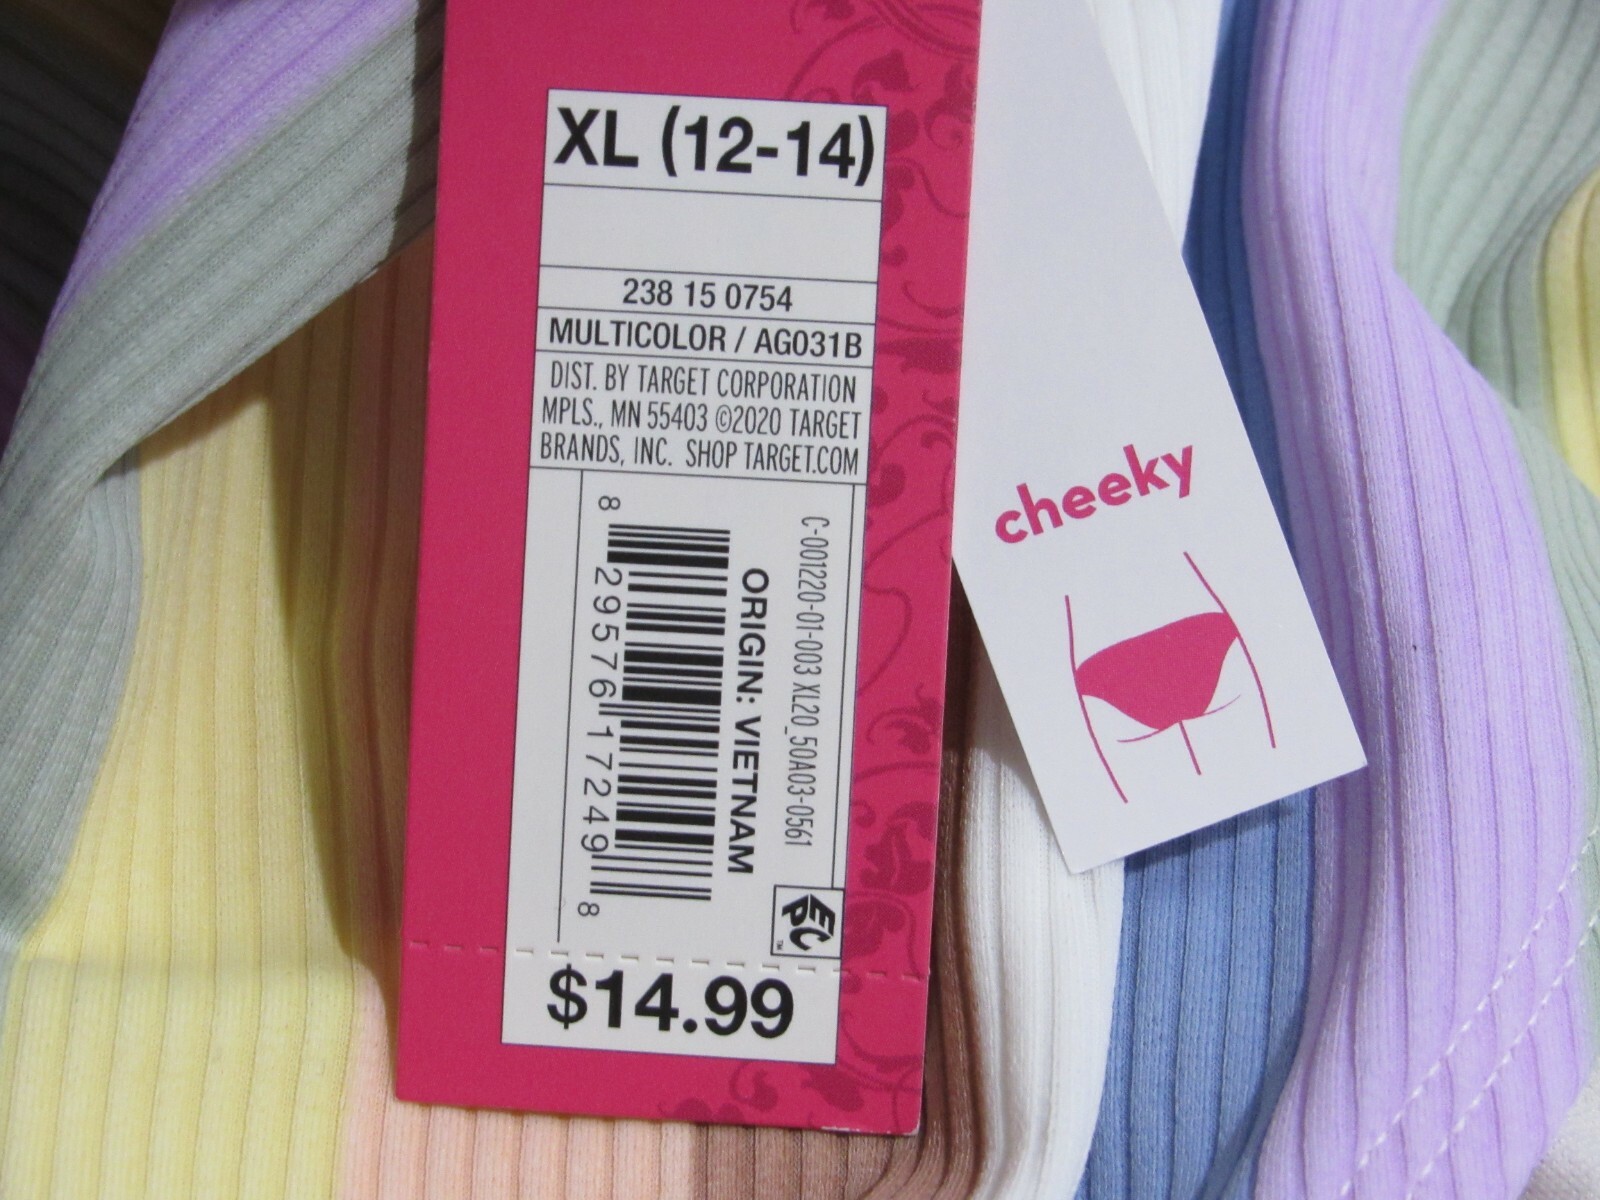 XL (12-14)
238 15 0754
MULTICOLOR / AG031B
DIST. BY TARGET CORPORATION
MPLS., MN 55403 ©2020 TARGET
BRANDS, INC. SHOP TARGET.COM
C-001220-01-003 XL20_50A03-0561
ORIGIN: VIETNAM
8 29576 17249 8
EPC™
$14.99
cheeky